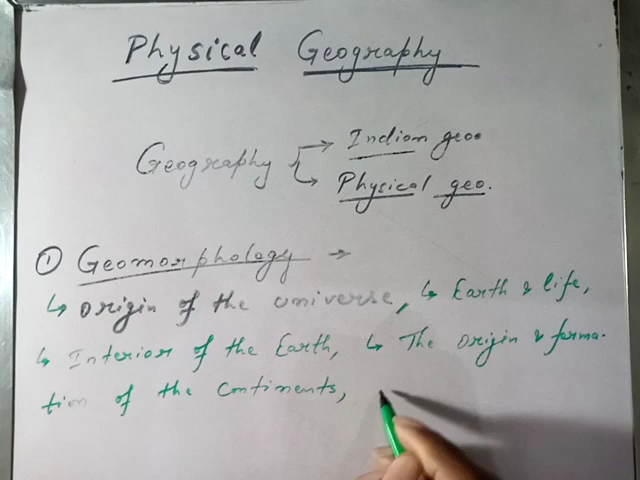 Physical Geography
Geography → Indian geo.
→ Physical geo.
① Geomorphology →
↳ Origin of the universe, ↳ Earth & life,
↳ Interior of the Earth, ↳ The Origin & forma-
tion of the Continents,